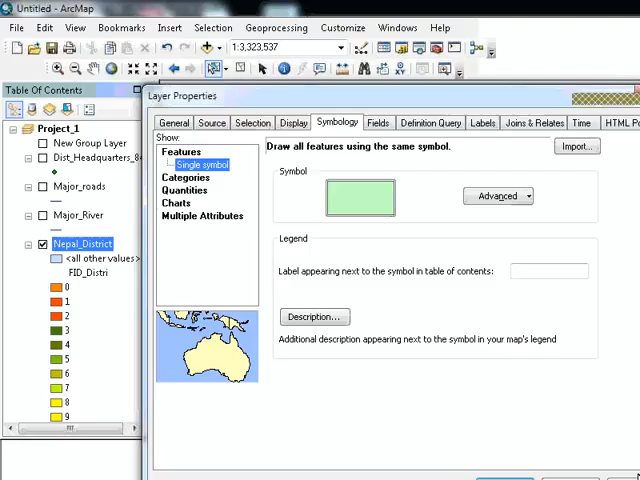 Untitled - ArcMap
File Edit View Bookmarks Insert Selection Geoprocessing Customize Windows Help
1:3,323,537
Table Of Contents
Layer Properties
General Source Selection Display Symbology Fields Definition Query Labels Joins & Relates Time HTML Po
Show:
Features
Single symbol
Categories
Quantities
Charts
Multiple Attributes
Draw all features using the same symbol.
Import...
Symbol
Advanced
Legend
Label appearing next to the symbol in table of contents:
Description...
Additional description appearing next to the symbol in your map's legend
Project_1
New Group Layer
Dist_Headquarters_84
Major_roads
Major_River
Nepal_District
<all other values>
FID_Distri
0
1
2
3
4
5
6
7
8
9